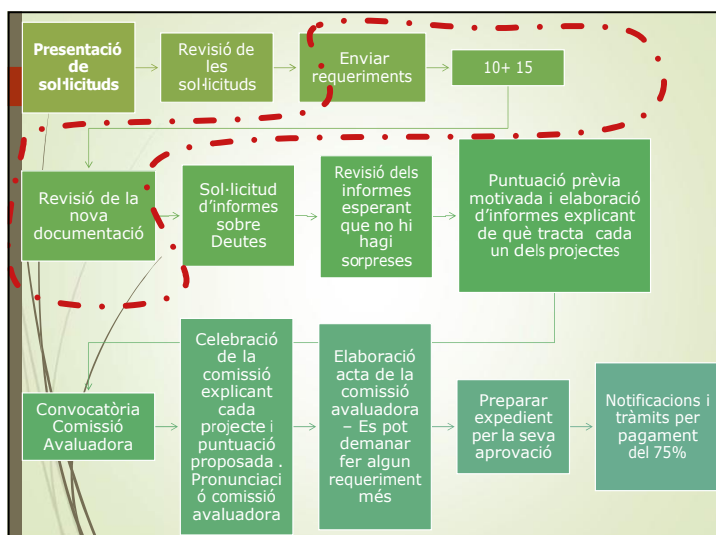 Presentació
de
sol·licituds
Revisió de
les
sol·licituds
Enviar
requeriments
10+ 15
Revisió de la
nova
documentació
Sol·licitud
d'informes
sobre
Deutes
Revisió dels
informes
esperant
que no hi
hagi
sorpreses
Puntuació prèvia
motivada i elaboració
d'informes explicant
de què tracta cada
un dels projectes
Convocatòria
Comissió
Avaluadora
Celebració
de la
comissió
explicant
cada
projecte i
puntuació
proposada .
Pronunciaci
ó comissió
avaluadora
Elaboració
acta de la
comissió
avaluadora
– Es pot
demanar
fer algun
requeriment
més
Preparar
expedient
per la seva
aprovació
Notificacions i
tràmits per
pagament
del 75%